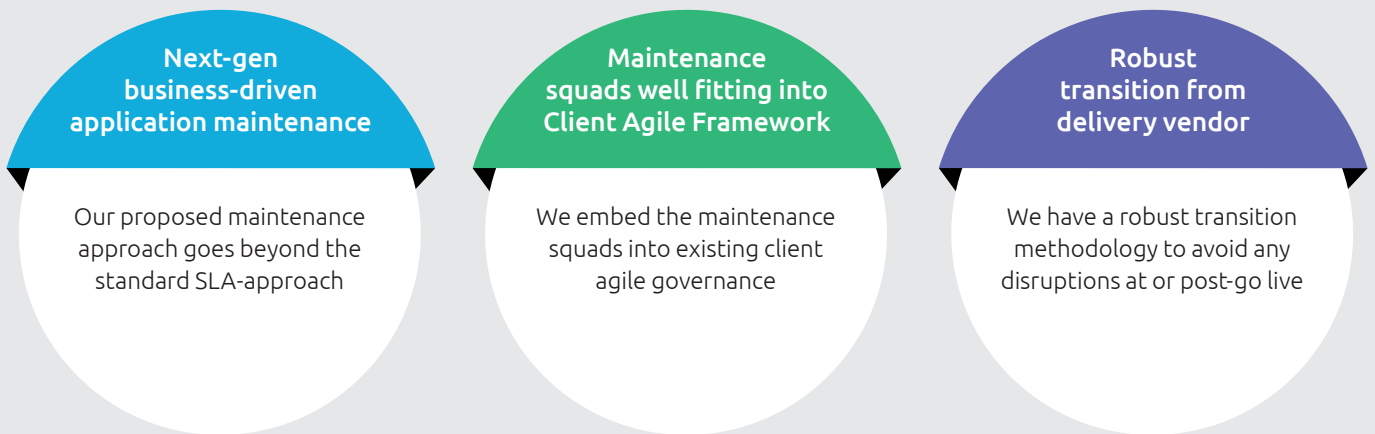 Next-gen
business-driven
application maintenance
Our proposed maintenance
approach goes beyond the
standard SLA-approach
Maintenance
squads well fitting into
Client Agile Framework
We embed the maintenance
squads into existing client
agile governance
Robust
transition from
delivery vendor
We have a robust transition
methodology to avoid any
disruptions at or post-go live